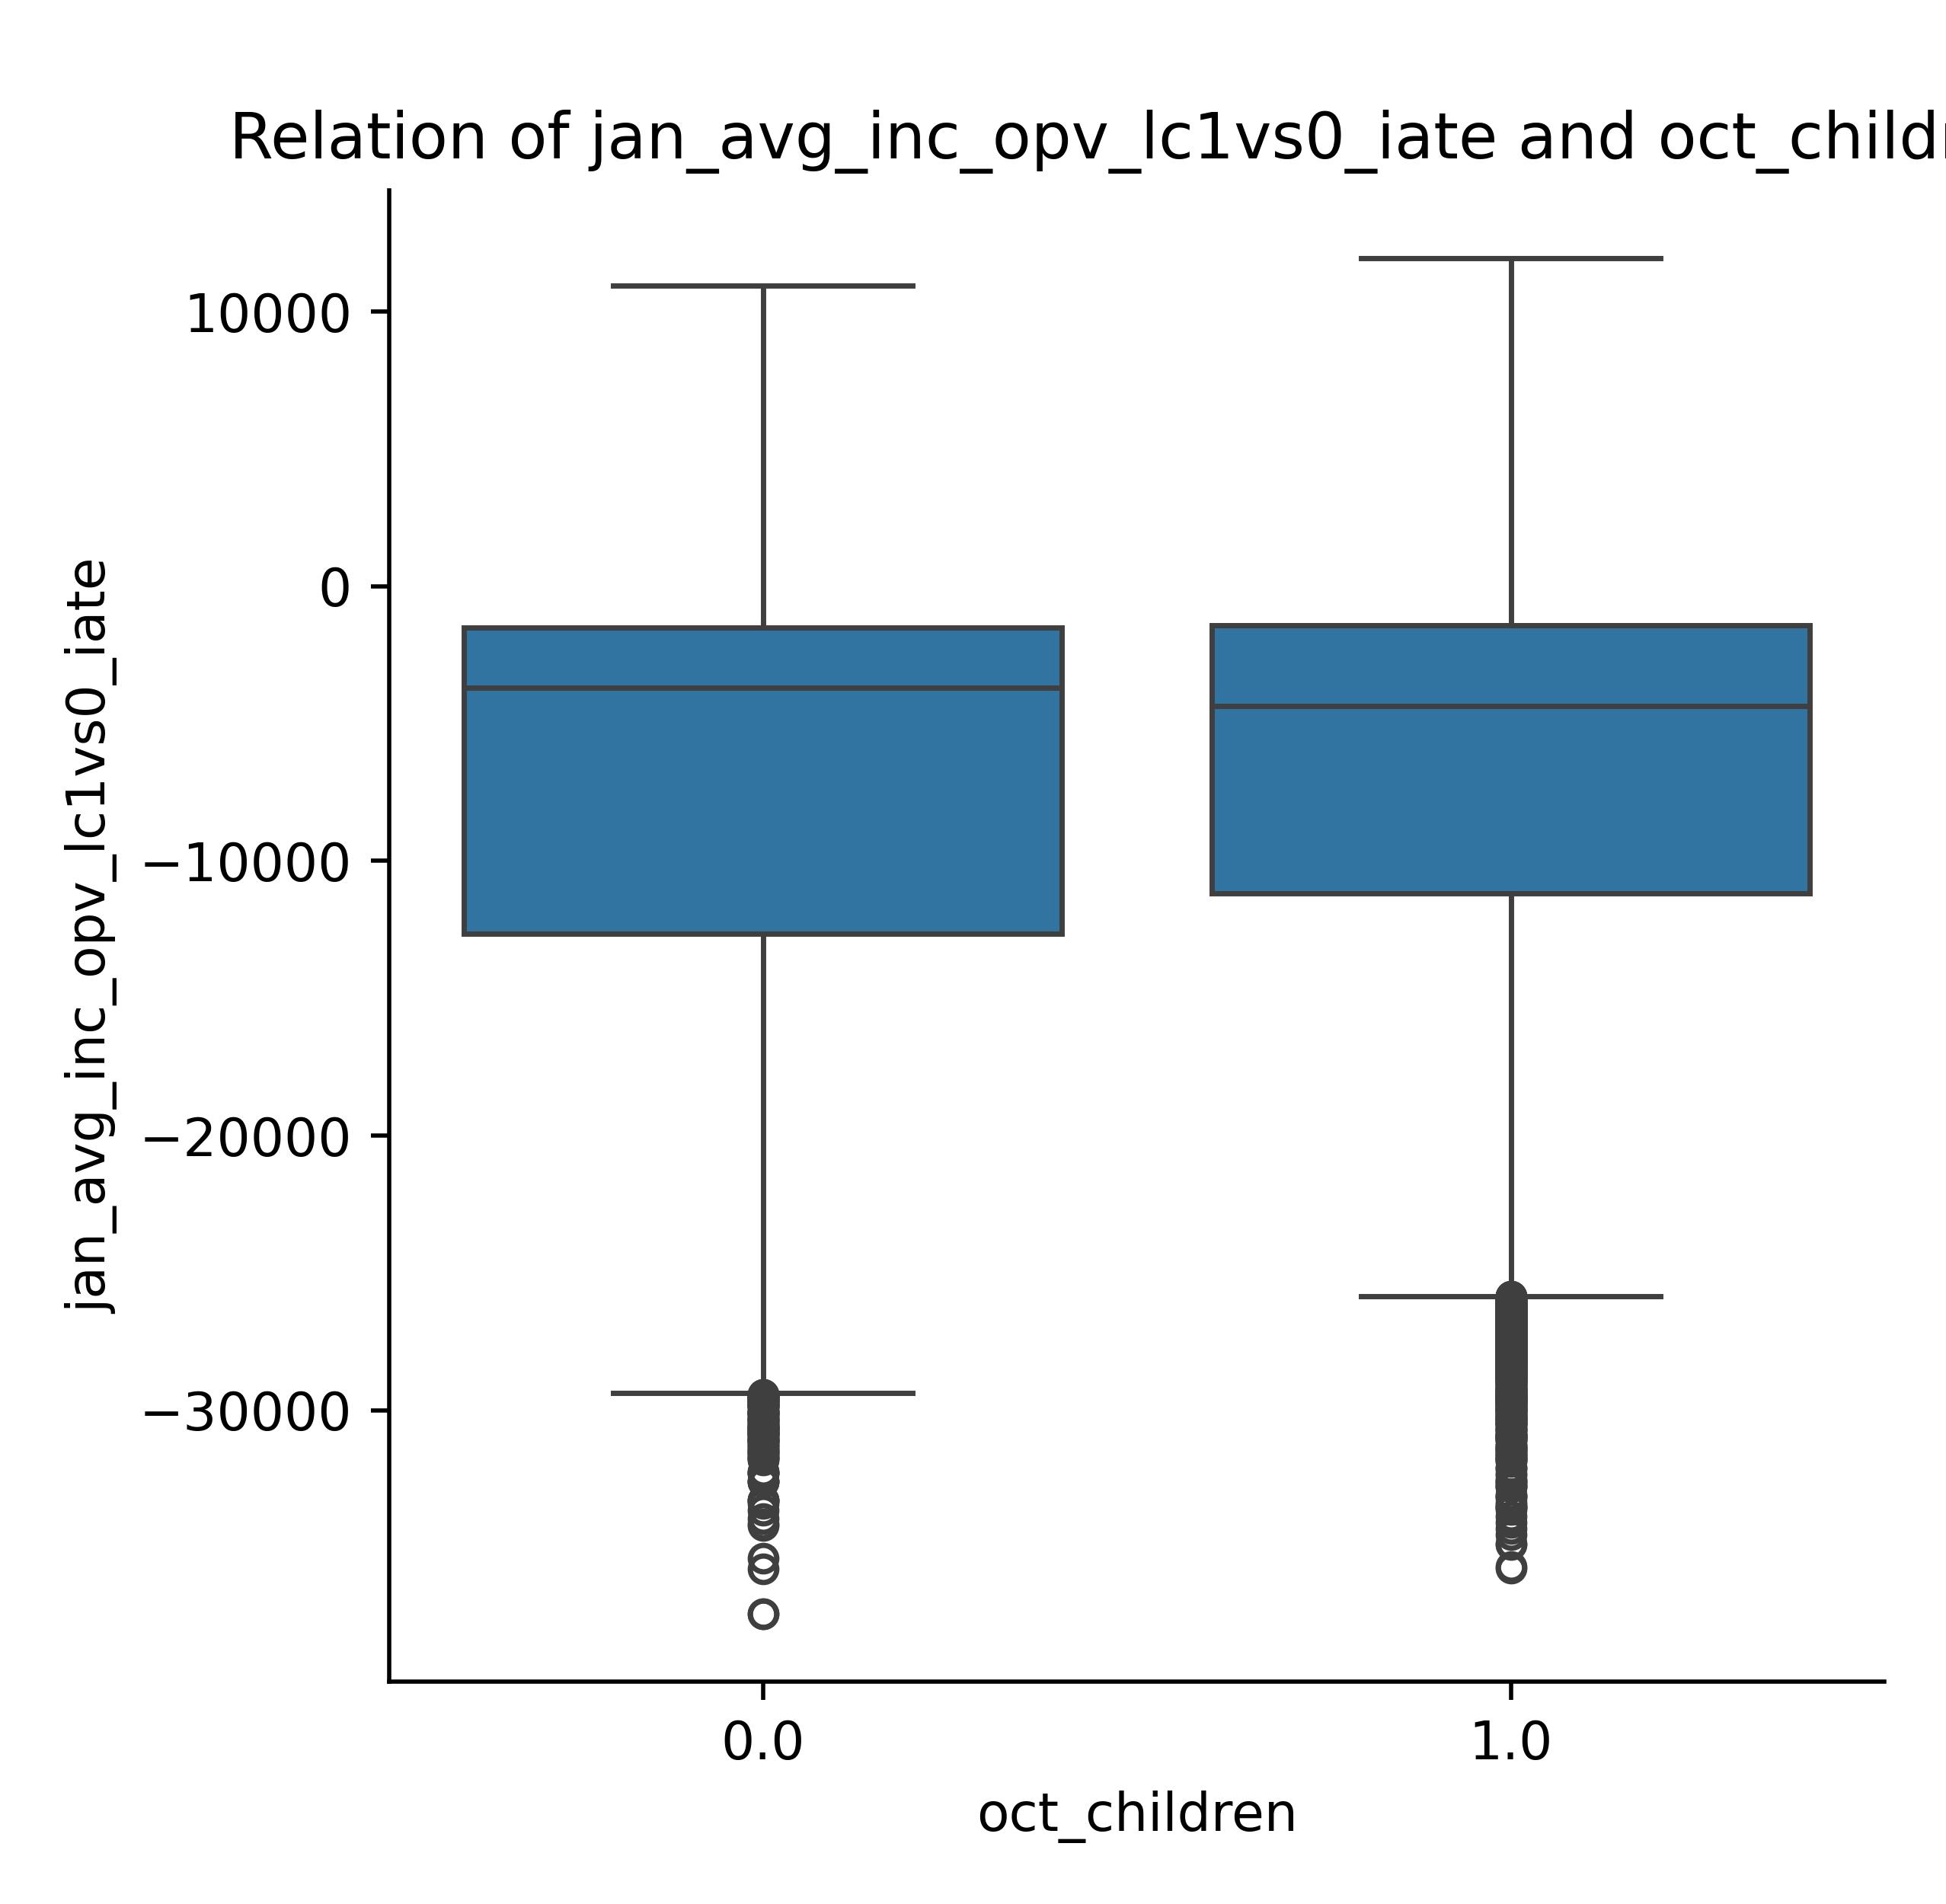 Relation of jan_avg_inc_opv_lc1vs0_iate and oct_childr
jan_avg_inc_opv_lc1vs0_iate
10000
0
−10000
−20000
−30000
0.0 1.0
oct_children